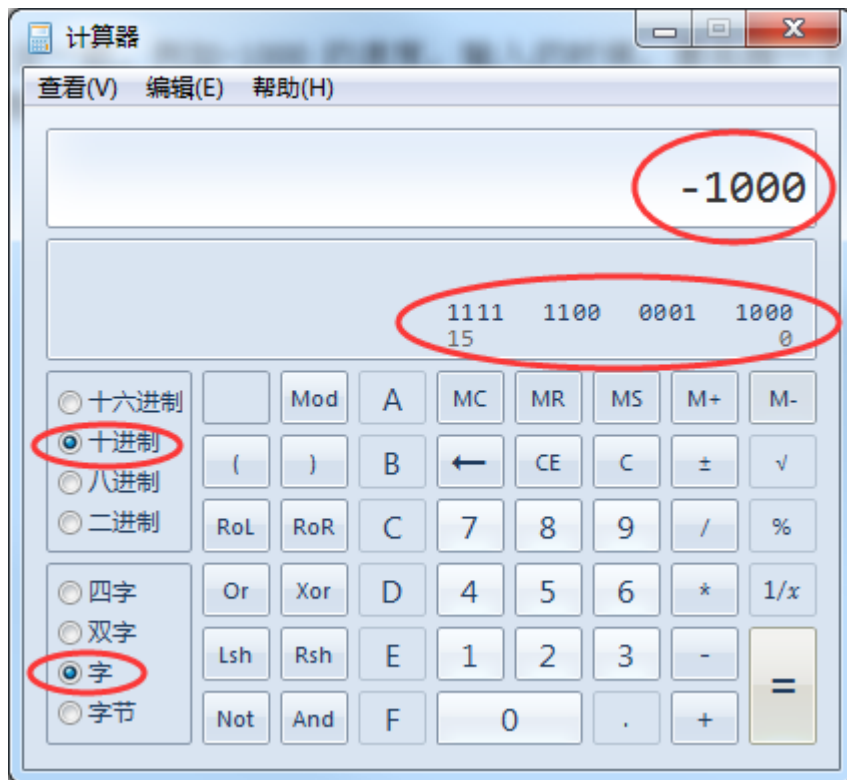 计算器
查看(V) 编辑(E) 帮助(H)
-1000
1111 1100 0001 1000
15 0
十六进制 Mod A MC MR MS M+ M-
十进制 ( ) B ← CE C ± √
八进制
二进制 RoL RoR C 7 8 9 / %
四字 Or Xor D 4 5 6 * 1/x
双字
字 Lsh Rsh E 1 2 3 - =
字节 Not And F 0 . +